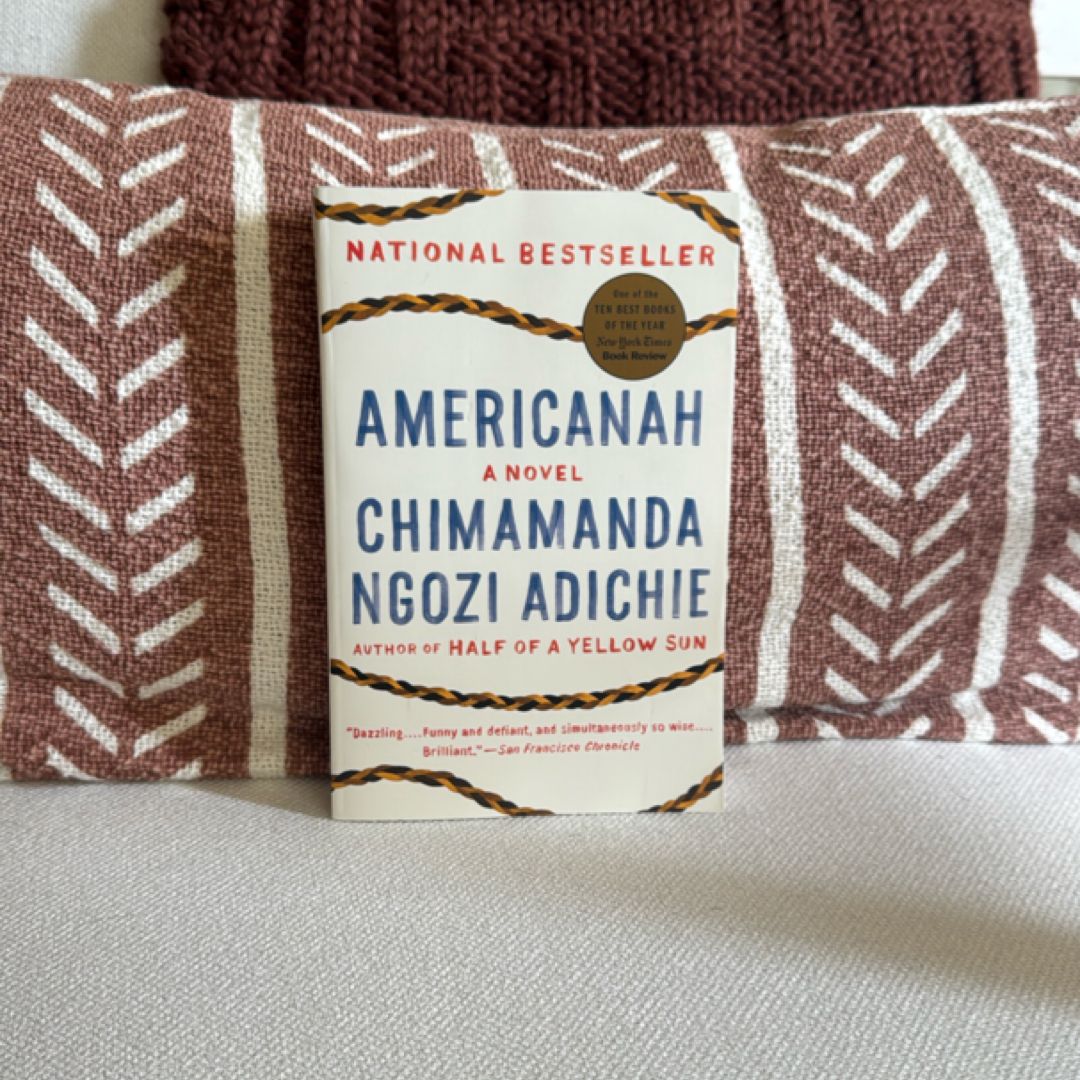 NATIONAL BESTSELLER
One of the
TEN BEST BOOKS
OF THE YEAR
New York Times
Book Review
AMERICANAH
A NOVEL
CHIMAMANDA
NGOZI ADICHIE
AUTHOR OF HALF OF A YELLOW SUN
"Dazzling....Funny and defiant, and simultaneously so wise....
Brilliant."—San Francisco Chronicle